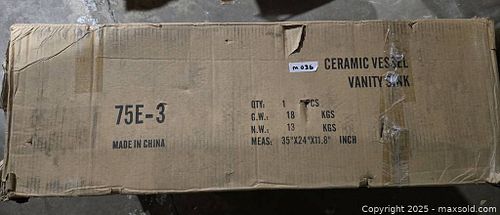 m 036
CERAMIC VESSEL
VANITY SINK
75E-3
MADE IN CHINA
QTY: 1 PCS
G.W.: 18 KGS
N.W.: 13 KGS
MEAS: 35"X24"X11.8" INCH
Copyright 2025 - maxsold.com